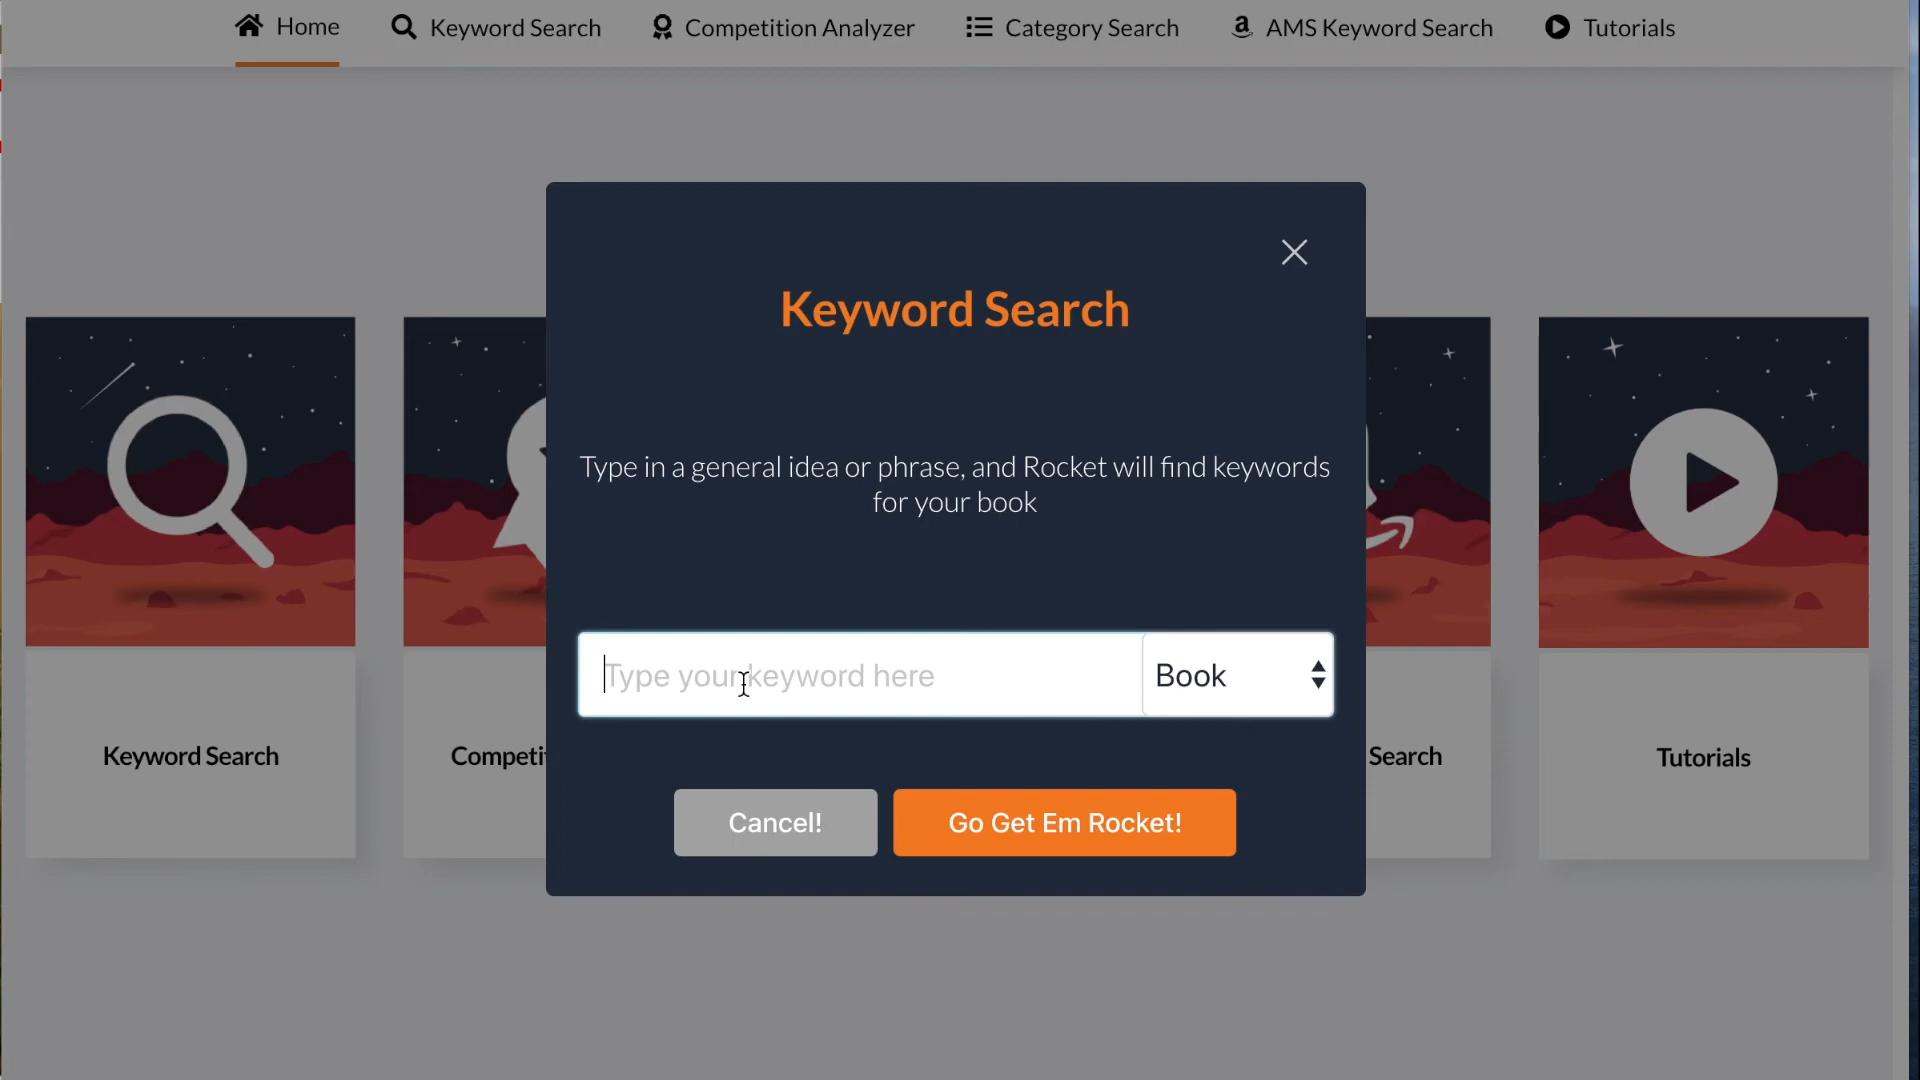 Home Keyword Search Competition Analyzer Category Search AMS Keyword Search Tutorials
Keyword Search
Type in a general idea or phrase, and Rocket will find keywords
for your book
Type your keyword here Book
Keyword Search Competi Search Tutorials
Cancel! Go Get Em Rocket!